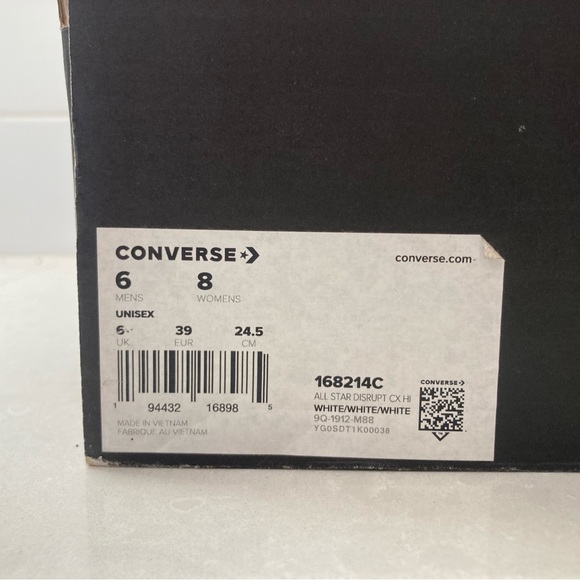 CONVERSE
converse.com
6 8
MENS WOMENS
UNISEX
6 39 24.5
UK EUR CM
1 94432 16898 5
MADE IN VIETNAM
FABRIQUÉ AU VIETNAM
168214C
ALL STAR DISRUPT CX HI
WHITE/WHITE/WHITE
9Q-1912-M88
YG0SDT1K00038
CONVERSE